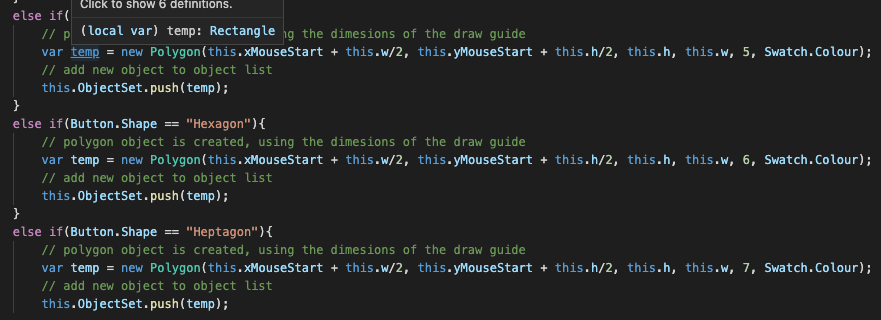 Click to show 6 definitions.
else if(
(local var) temp: Rectangle
// p ng the dimesions of the draw guide
var temp = new Polygon(this.xMouseStart + this.w/2, this.yMouseStart + this.h/2, this.h, this.w, 5, Swatch.Colour);
// add new object to object list
this.ObjectSet.push(temp);
}
else if(Button.Shape == "Hexagon"){
// polygon object is created, using the dimesions of the draw guide
var temp = new Polygon(this.xMouseStart + this.w/2, this.yMouseStart + this.h/2, this.h, this.w, 6, Swatch.Colour);
// add new object to object list
this.ObjectSet.push(temp);
}
else if(Button.Shape == "Heptagon"){
// polygon object is created, using the dimesions of the draw guide
var temp = new Polygon(this.xMouseStart + this.w/2, this.yMouseStart + this.h/2, this.h, this.w, 7, Swatch.Colour);
// add new object to object list
this.ObjectSet.push(temp);